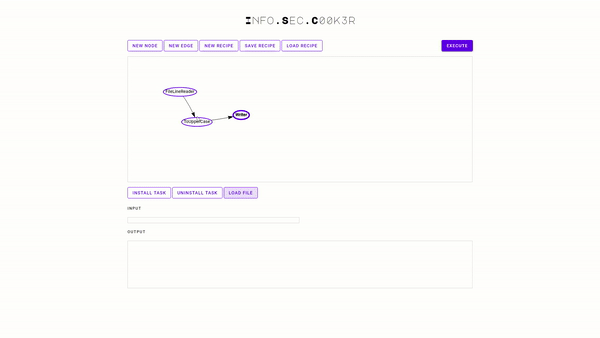 INFO.SEC.C00K3R
NEW NODE NEW EDGE NEW RECIPE SAVE RECIPE LOAD RECIPE EXECUTE
FileLineReader
Writer
ToUpperCase
INSTALL TASK UNINSTALL TASK LOAD FILE
INPUT
OUTPUT